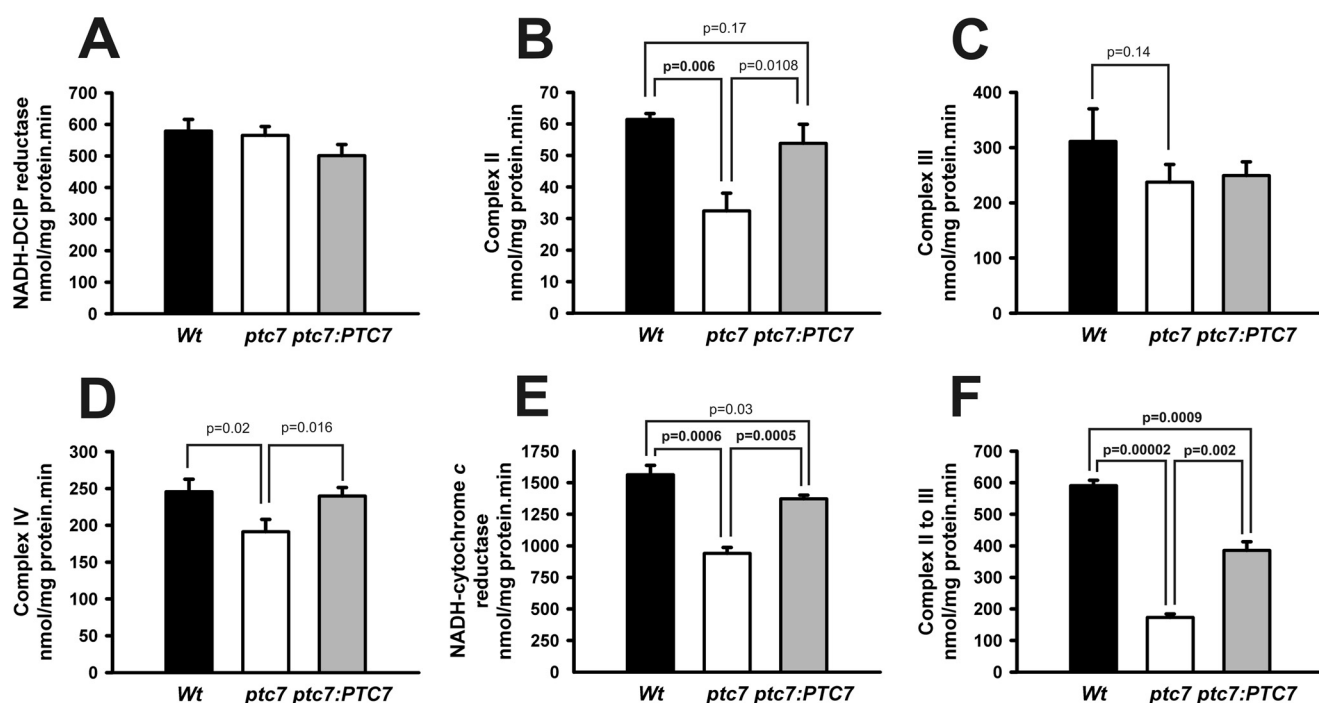 A
NADH-DCIP reductase
nmol/mg protein.min
700
600
500
400
300
200
100
0
Wt ptc7 ptc7:PTC7
B
p=0.17
p=0.006 p=0.0108
Complex II
nmol/mg protein.min
70
60
50
40
30
20
10
0
Wt ptc7 ptc7:PTC7
C
p=0.14
Complex III
nmol/mg protein.min
400
300
200
100
0
Wt ptc7 ptc7:PTC7
D
p=0.02 p=0.016
Complex IV
nmol/mg protein.min
300
250
200
150
100
50
0
Wt ptc7 ptc7:PTC7
E
p=0.03
p=0.0006 p=0.0005
NADH-cytochrome c
reductase
nmol/mg protein.min
1750
1500
1250
1000
750
500
250
0
Wt ptc7 ptc7:PTC7
F
p=0.0009
p=0.00002 p=0.002
Complex II to III
nmol/mg protein.min
700
600
500
400
300
200
100
0
Wt ptc7 ptc7:PTC7